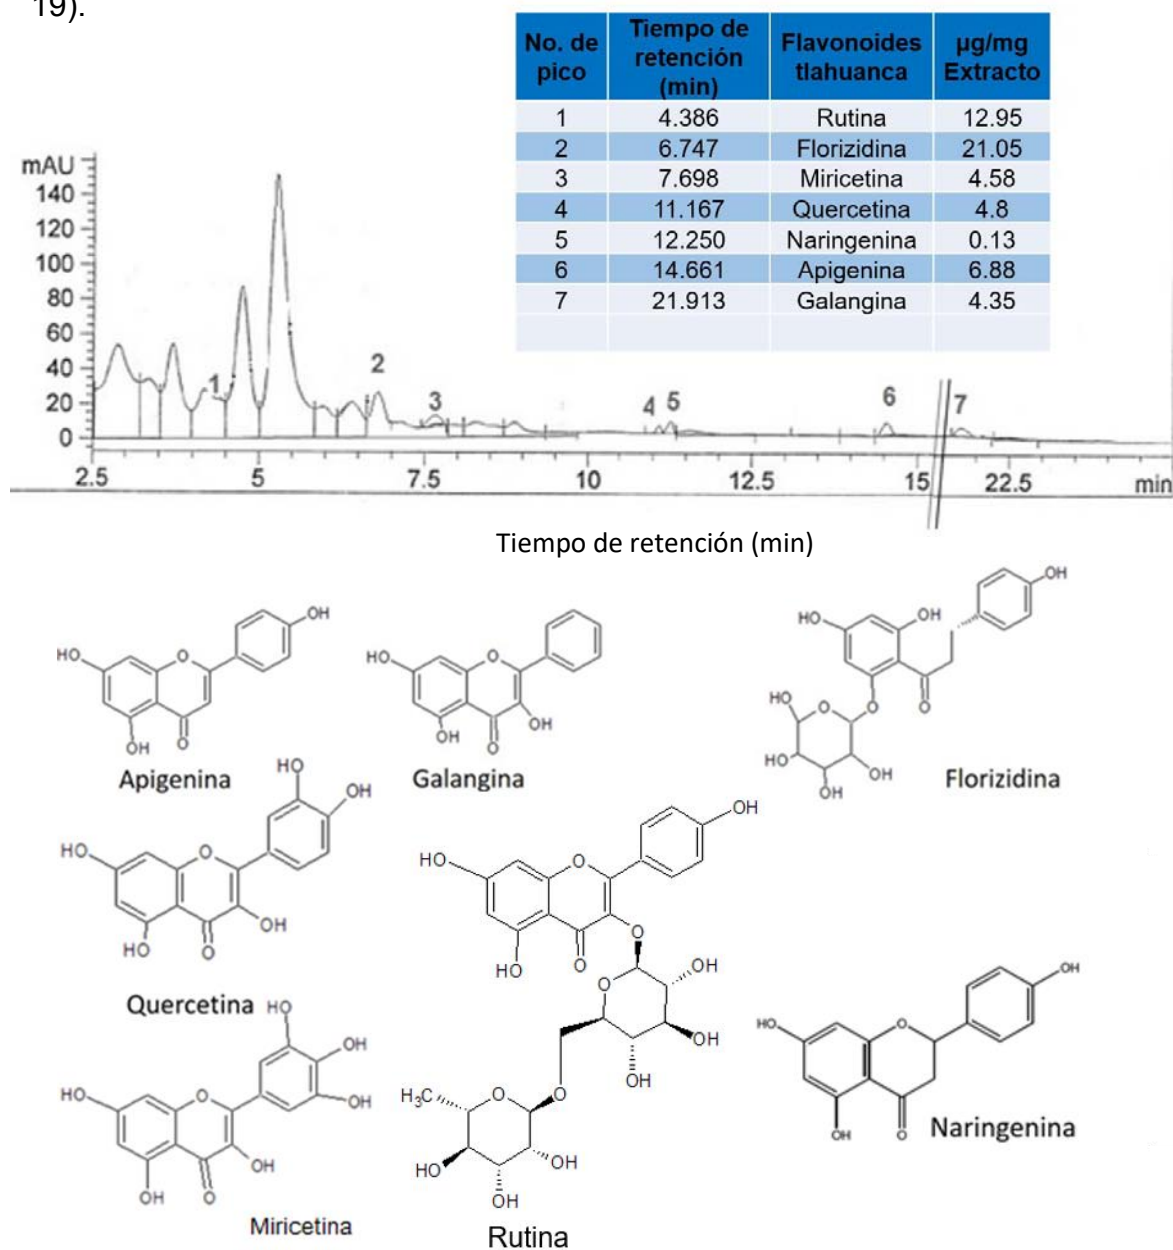 19).
No. de pico	Tiempo de retención (min)	Flavonoides tlahuanca	µg/mg Extracto
1	4.386	Rutina	12.95
2	6.747	Florizidina	21.05
3	7.698	Miricetina	4.58
4	11.167	Quercetina	4.8
5	12.250	Naringenina	0.13
6	14.661	Apigenina	6.88
7	21.913	Galangina	4.35
mAU
140
120
100
80
60
40
20
0
1
2
3
4
5
6
7
2.5	5	7.5	10	12.5	15	22.5	min
Tiempo de retención (min)
OH
HO
OH
O
O
Apigenina
HO
O
OH
OH
O
Galangina
OH
HO
OH
O
O
HO
O
HO
OH
OH
Florizidina
HO
OH
HO
O
OH
HO
O
Quercetina
OH
HO
O
O
HO
O
O
OH
OH
OH
O
H3C
O
HO
OH
OH
Rutina
HO
OH
OH
HO
O
OH
OH
O
Miricetina
OH
HO
O
OH
O
Naringenina